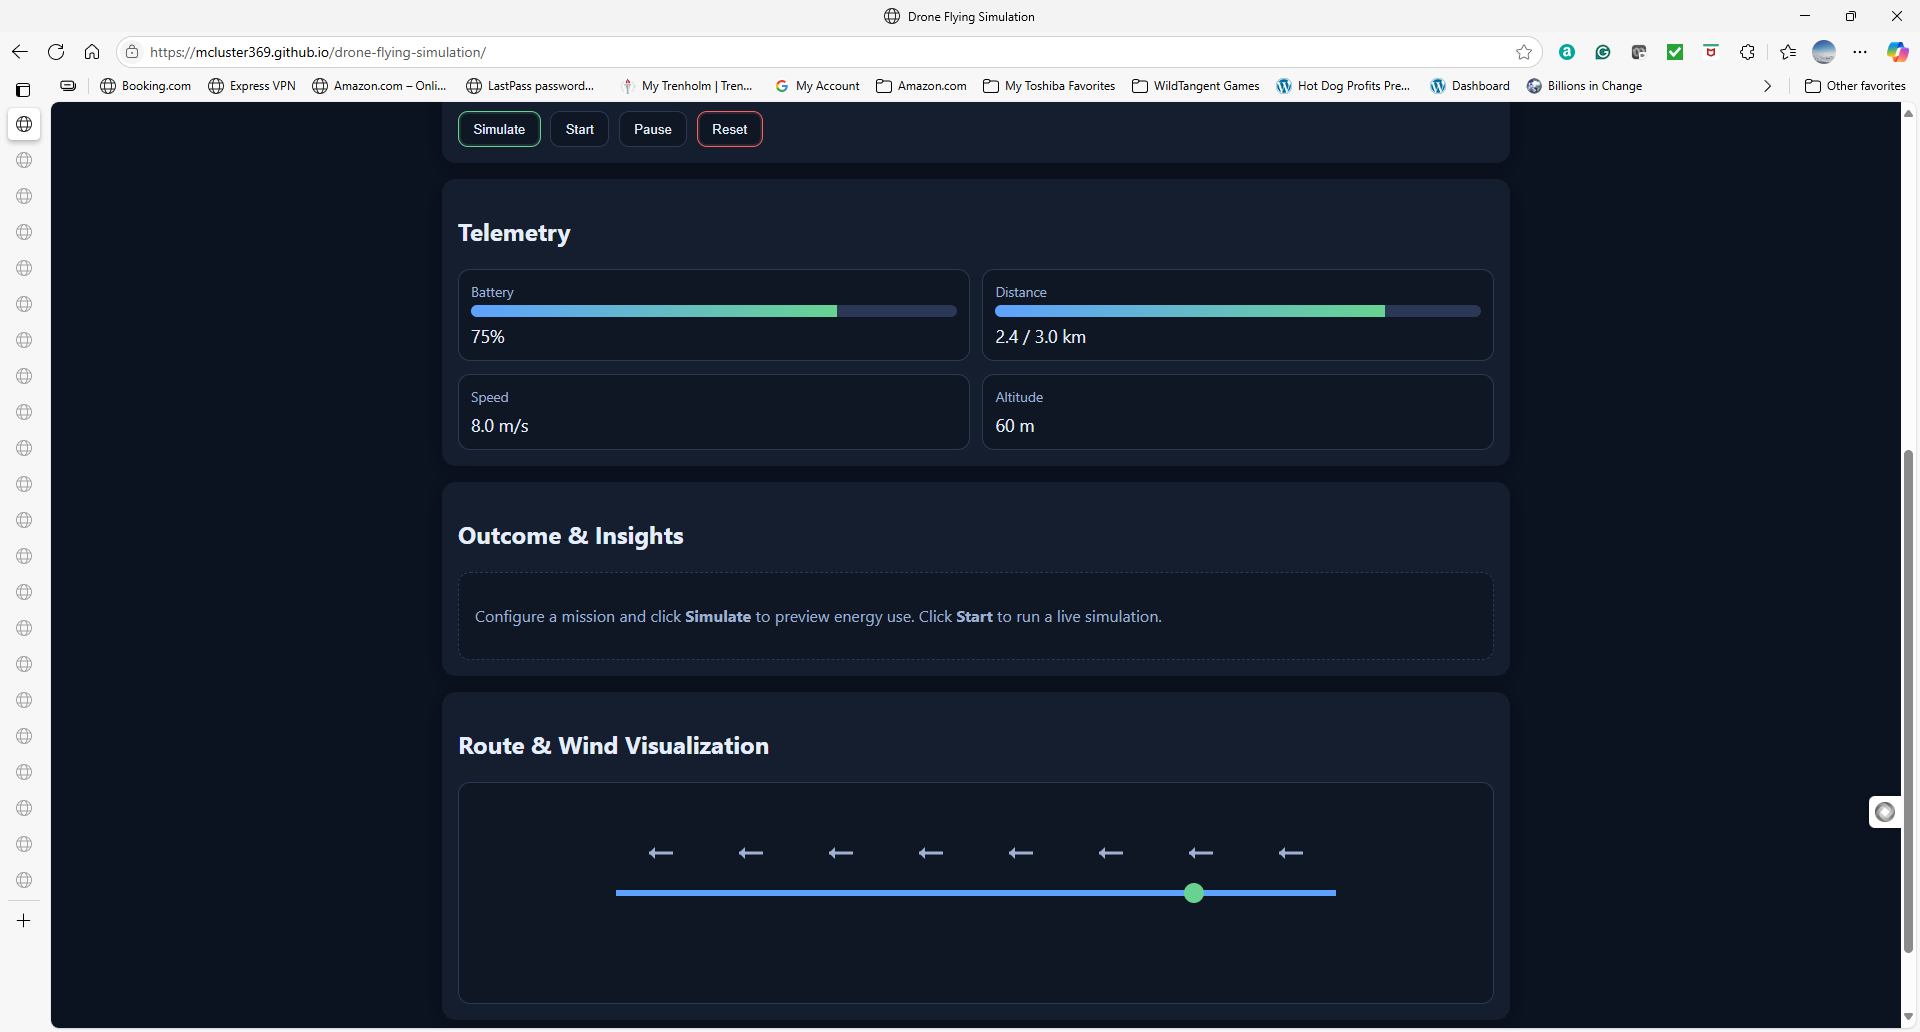 Drone Flying Simulation
https://mcluster369.github.io/drone-flying-simulation/
Booking.com
Express VPN
Amazon.com – Onli...
LastPass password...
My Trenholm | Tren...
My Account
Amazon.com
My Toshiba Favorites
WildTangent Games
Hot Dog Profits Pre...
Dashboard
Billions in Change
Other favorites
Simulate
Start
Pause
Reset
Telemetry
Battery
75%
Distance
2.4 / 3.0 km
Speed
8.0 m/s
Altitude
60 m
Outcome & Insights
Configure a mission and click Simulate to preview energy use. Click Start to run a live simulation.
Route & Wind Visualization